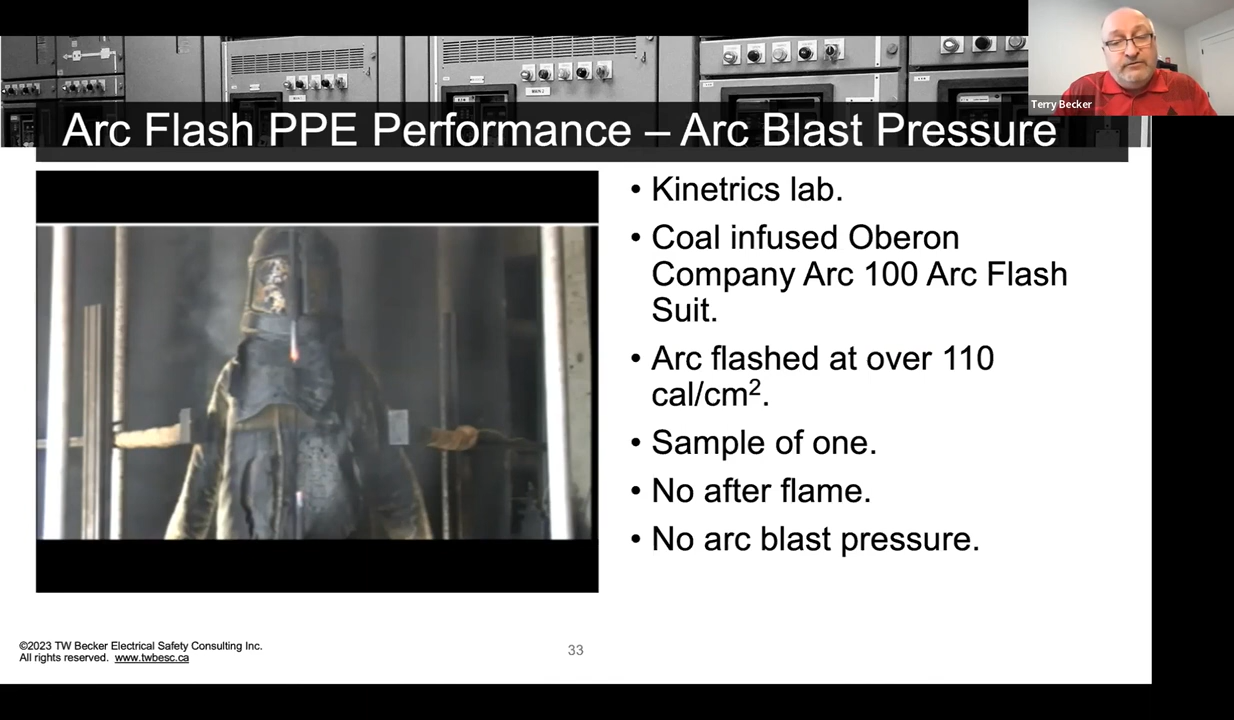 Terry Becker
Arc Flash PPE Performance – Arc Blast Pressure
• Kinetrics lab.
• Coal infused Oberon
Company Arc 100 Arc Flash
Suit.
• Arc flashed at over 110
cal/cm².
• Sample of one.
• No after flame.
• No arc blast pressure.
©2023 TW Becker Electrical Safety Consulting Inc.
All rights reserved. www.twbesc.ca
33